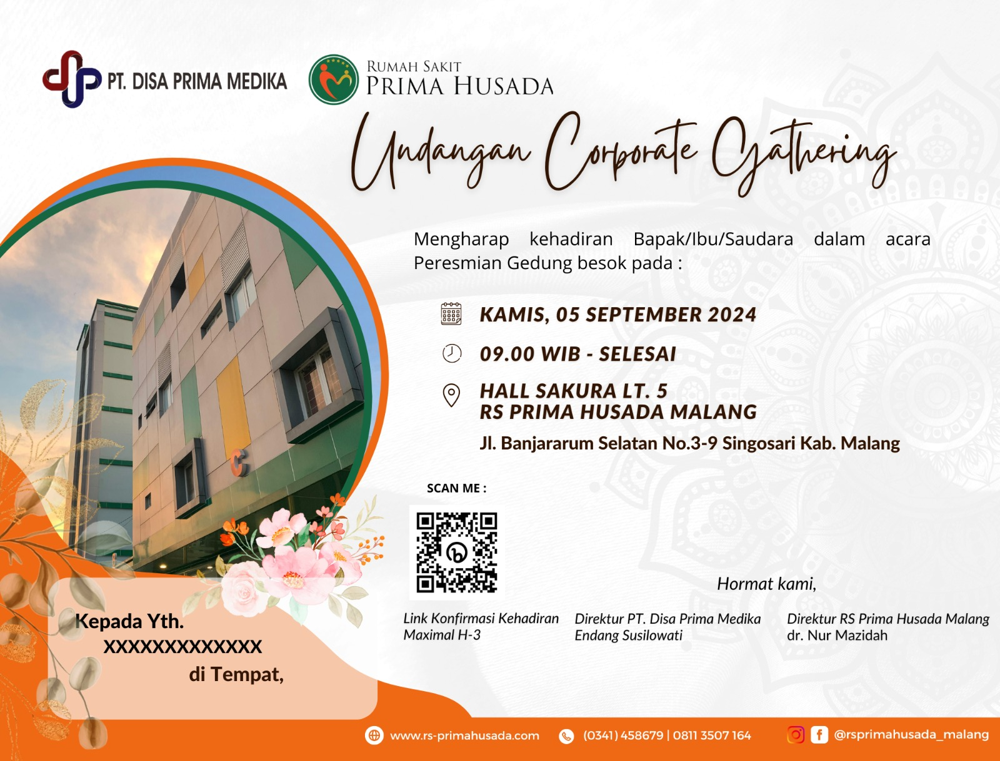 PT. DISA PRIMA MEDIKA
RUMAH SAKIT
PRIMA HUSADA
Undangan Corporate Gathering
Mengharap kehadiran Bapak/Ibu/Saudara dalam acara
Peresmian Gedung besok pada :
KAMIS, 05 SEPTEMBER 2024
09.00 WIB - SELESAI
HALL SAKURA LT. 5
RS PRIMA HUSADA MALANG
Jl. Banjararum Selatan No.3-9 Singosari Kab. Malang
C
SCAN ME :
b
Hormat kami,
Link Konfirmasi Kehadiran
Maximal H-3
Direktur PT. Disa Prima Medika
Endang Susilowati
Direktur RS Prima Husada Malang
dr. Nur Mazidah
Kepada Yth.
XXXXXXXXXXXXX
di Tempat,
www.rs-primahusada.com
(0341) 458679 | 0811 3507 164
@rsprimahusada_malang